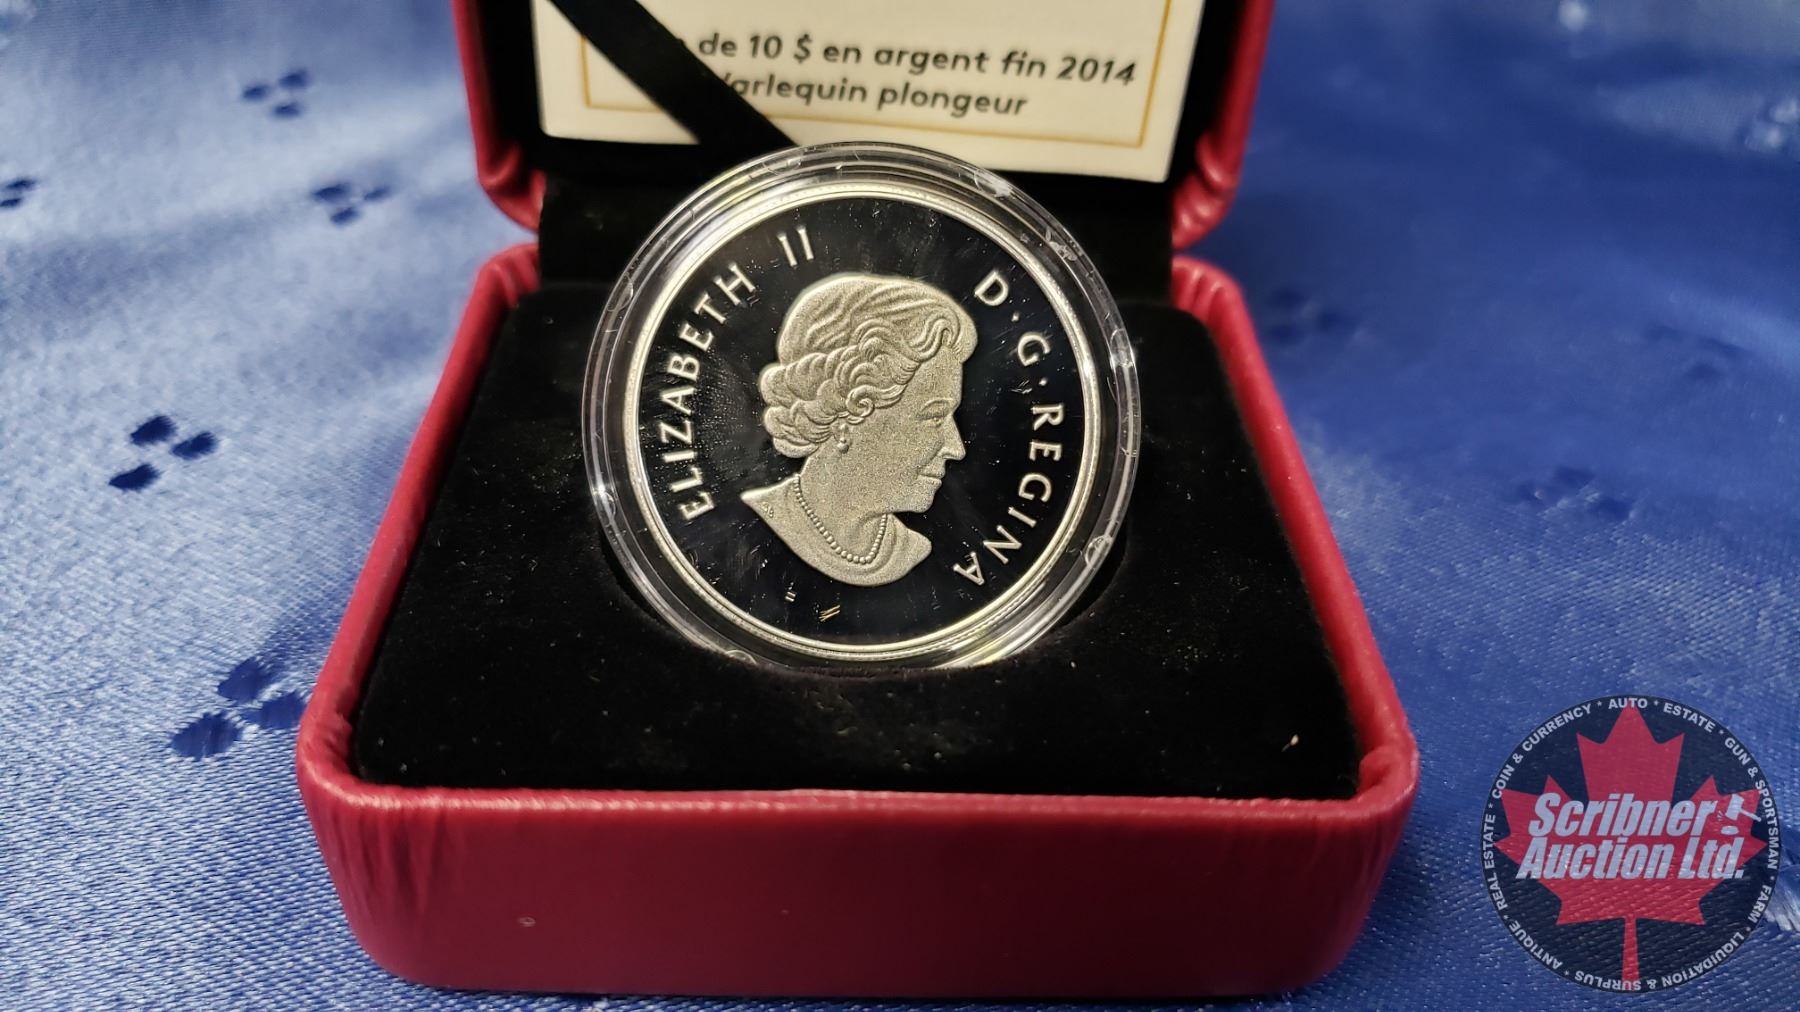 de 10 $ en argent fin 2014
arlequin plongeur
ELIZABETH II D·G·REGINA
REAL ESTATE * COIN & CURRENCY * AUTO * ESTATE * GUN & SPORTSMAN * FARM * LIQUIDATION & SURPLUS * ANTIQUE *
Scribner
Auction Ltd.